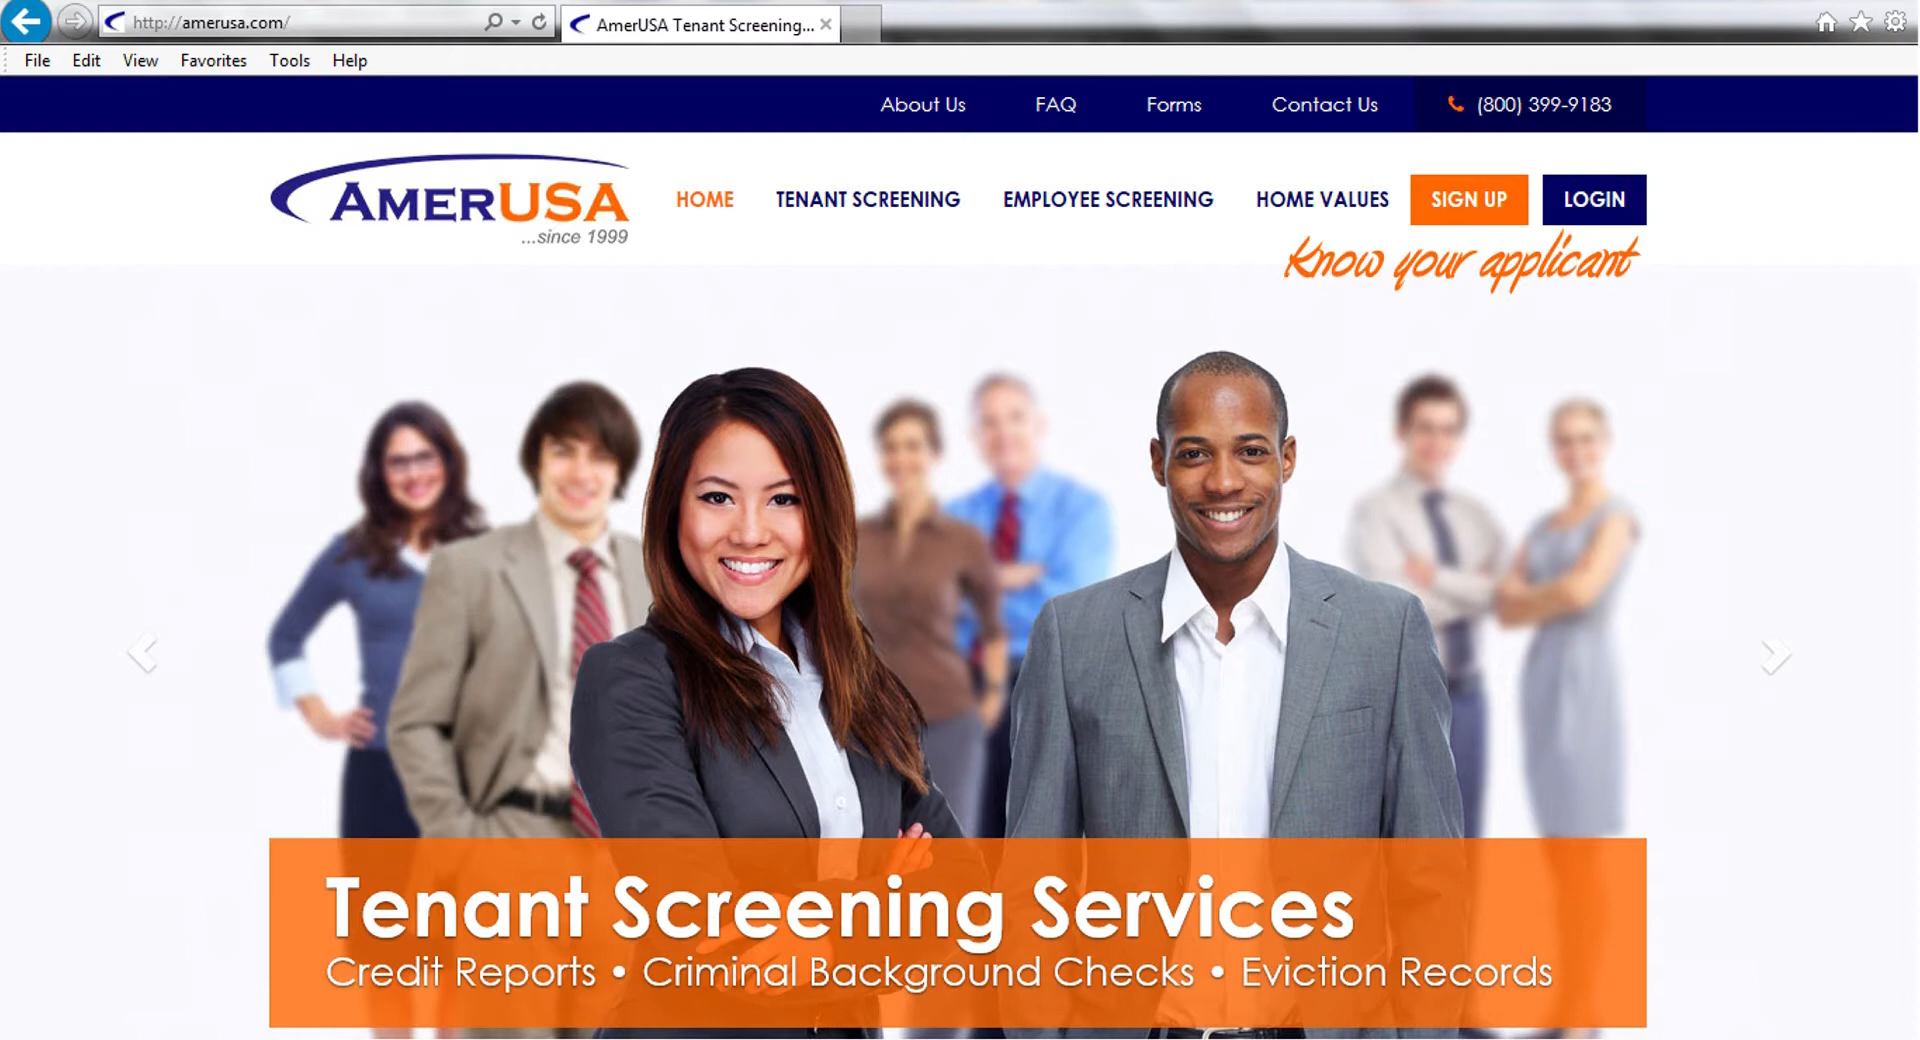 http://amerusa.com/
AmerUSA Tenant Screening...
File Edit View Favorites Tools Help
About Us FAQ Forms Contact Us (800) 399-9183
AMERUSA
...since 1999
HOME TENANT SCREENING EMPLOYEE SCREENING HOME VALUES SIGN UP LOGIN
Know your applicant
Tenant Screening Services
Credit Reports • Criminal Background Checks • Eviction Records